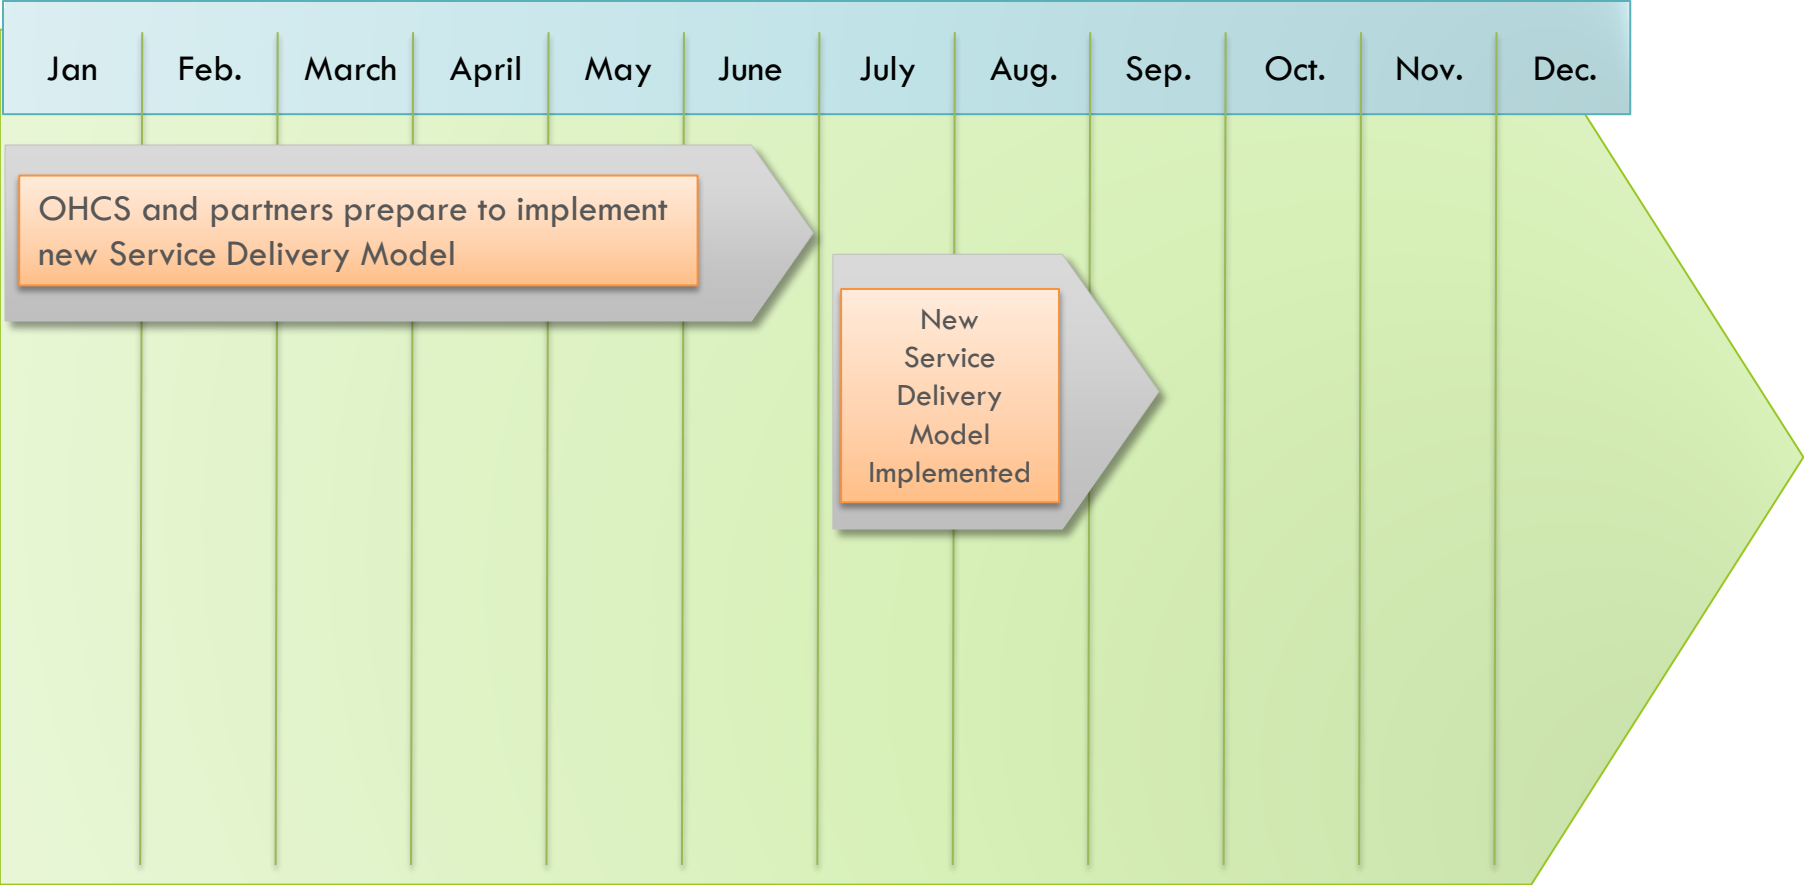 Jan Feb. March April May June July Aug. Sep. Oct. Nov. Dec.
OHCS and partners prepare to implement
new Service Delivery Model
New
Service
Delivery
Model
Implemented